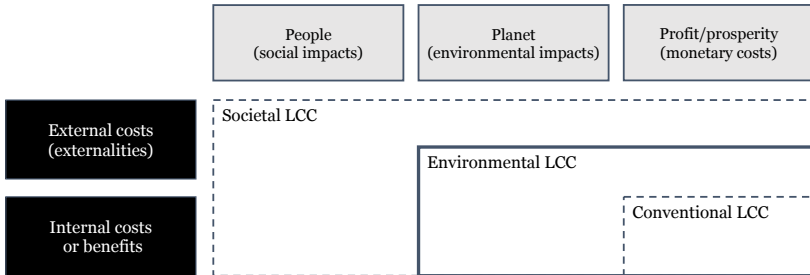 People
(social impacts)
Planet
(environmental impacts)
Profit/prosperity
(monetary costs)
External costs
(externalities)
Societal LCC
Environmental LCC
Internal costs
or benefits
Conventional LCC